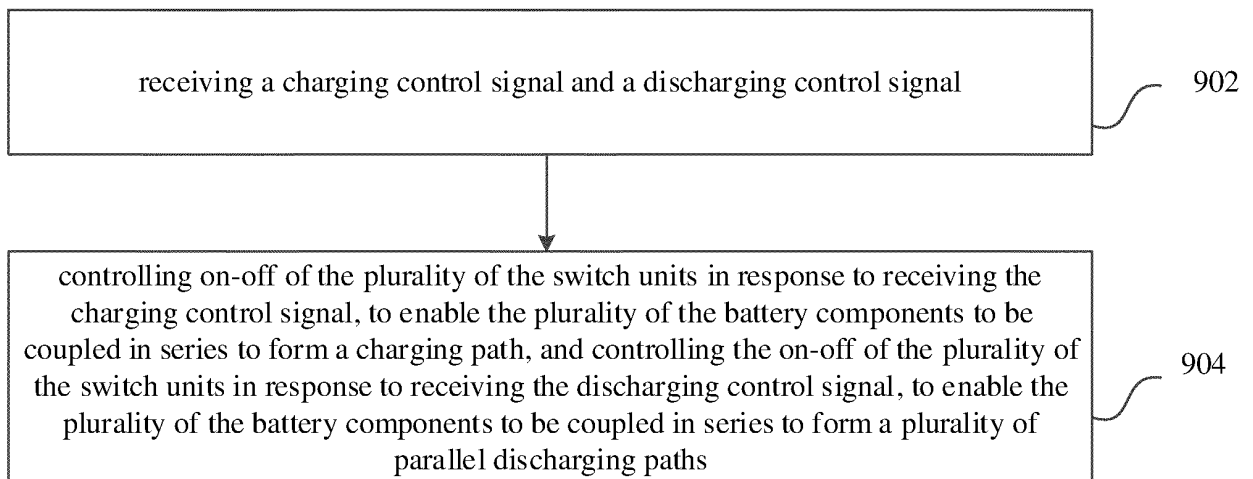 receiving a charging control signal and a discharging control signal
902
controlling on-off of the plurality of the switch units in response to receiving the
charging control signal, to enable the plurality of the battery components to be
coupled in series to form a charging path, and controlling the on-off of the plurality of
the switch units in response to receiving the discharging control signal, to enable the
plurality of the battery components to be coupled in series to form a plurality of
parallel discharging paths
904